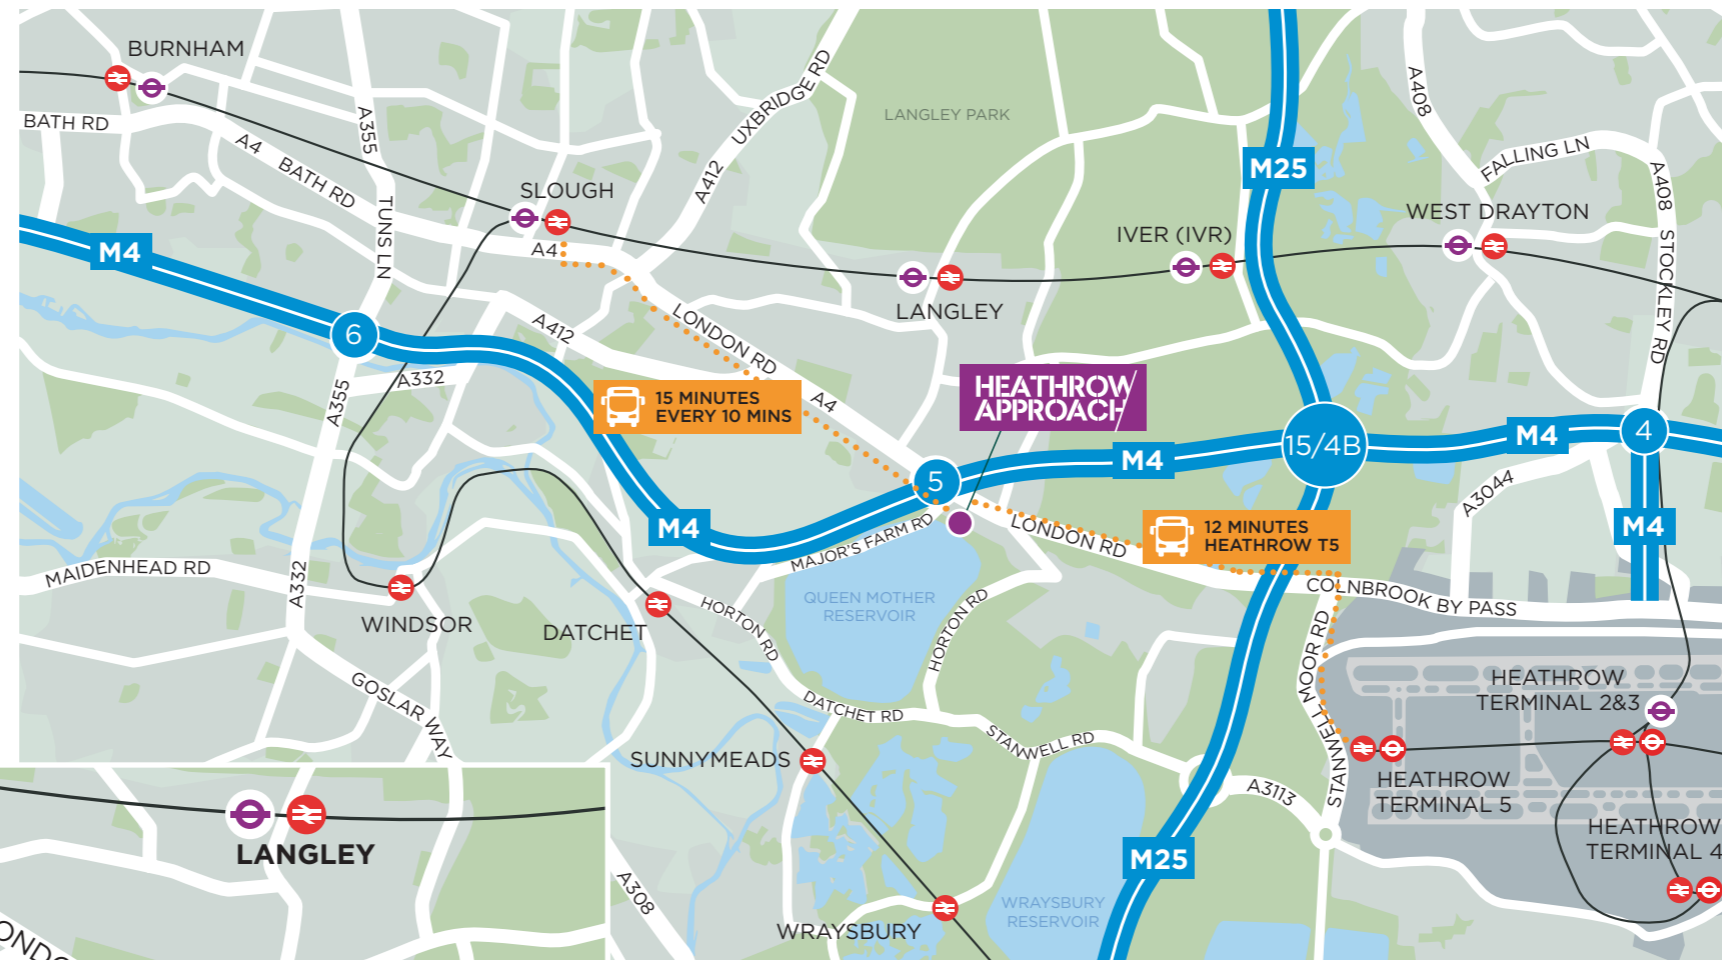 BURNHAM
BATH RD
A4
BATH RD
A355
TUNS LN
SLOUGH
A4
A412
UXBRIDGE RD
LANGLEY PARK
M25
A408
FALLING LN
A408
STOCKLEY RD
WEST DRAYTON
IVER (IVR)
LANGLEY
M4
6
A412
LONDON RD
A332
A355
15 MINUTES
EVERY 10 MINS
A4
HEATHROW
APPROACH
5
M4
15/4B
M4
4
A3044
M4
M4
MAJOR'S FARM RD
LONDON RD
12 MINUTES
HEATHROW T5
COLNBROOK BY PASS
MAIDENHEAD RD
A332
WINDSOR
DATCHET
HORTON RD
QUEEN MOTHER
RESERVOIR
HORTON RD
STANWELL MOOR RD
HEATHROW
TERMINAL 2&3
GOSLAR WAY
DATCHET RD
STANWELL RD
SUNNYMEADS
A3113
STANWELL
HEATHROW
TERMINAL 5
HEATHROW
TERMINAL 4
LANGLEY
M25
A308
WRAYSBURY
WRAYSBURY
RESERVOIR